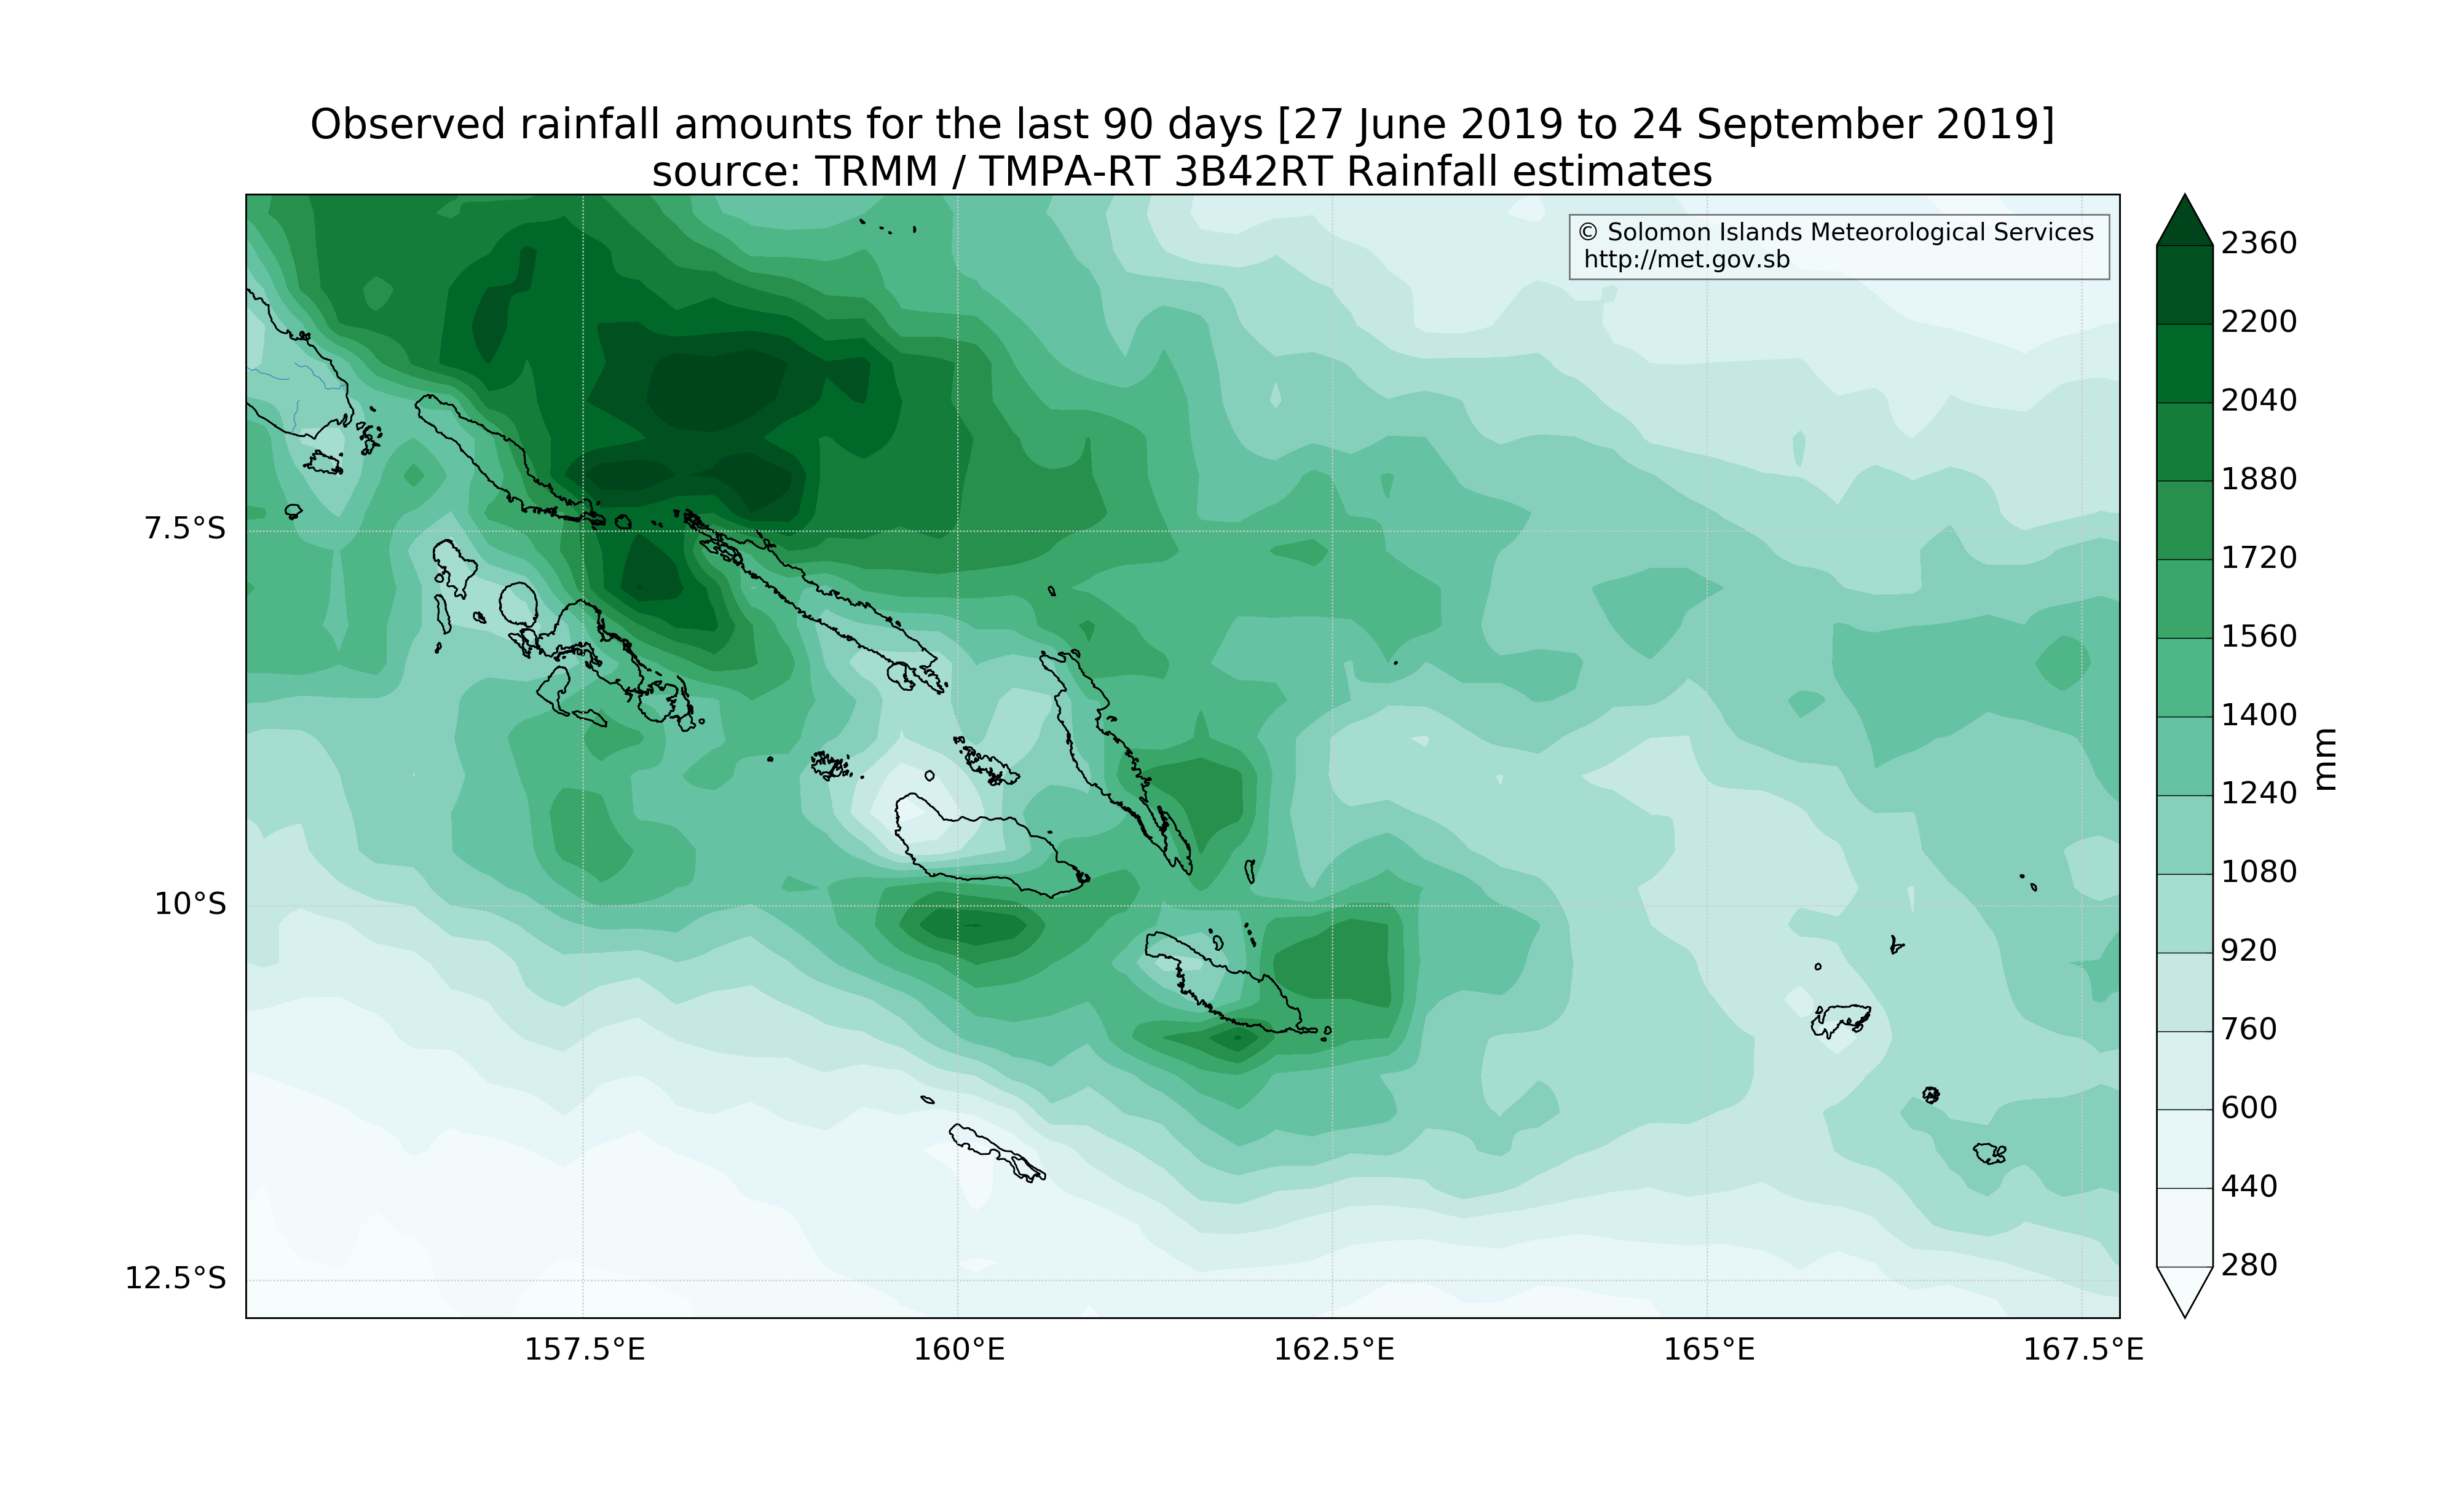 Observed rainfall amounts for the last 90 days [27 June 2019 to 24 September 2019]
source: TRMM / TMPA-RT 3B42RT Rainfall estimates
© Solomon Islands Meteorological Services
http://met.gov.sb
7.5°S
10°S
12.5°S
157.5°E
160°E
162.5°E
165°E
167.5°E
2360
2200
2040
1880
1720
1560
1400
1240
1080
920
760
600
440
280
mm